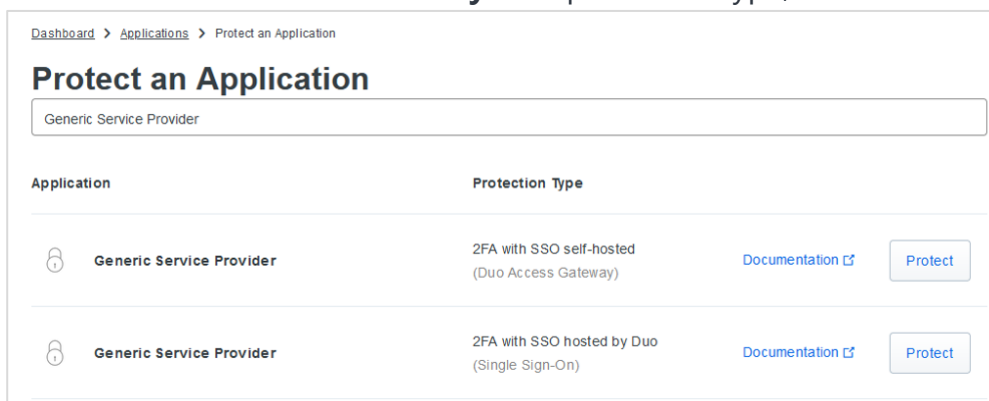 Dashboard > Applications > Protect an Application
Protect an Application
Generic Service Provider
Application Protection Type
Generic Service Provider 2FA with SSO self-hosted (Duo Access Gateway) Documentation Protect
Generic Service Provider 2FA with SSO hosted by Duo (Single Sign-On) Documentation Protect